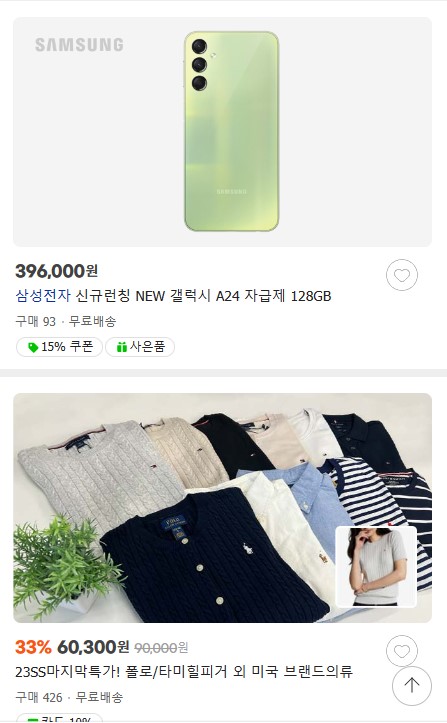 SAMSUNG
SAMSUNG
396,000원
삼성전자 신규런칭 NEW 갤럭시 A24 자급제 128GB
구매 93 · 무료배송
15% 쿠폰
사은품
POLO
33% 60,300원 90,000원
23SS마지막특가! 폴로/타미힐피거 외 미국 브랜드의류
구매 426 · 무료배송
카드 10%